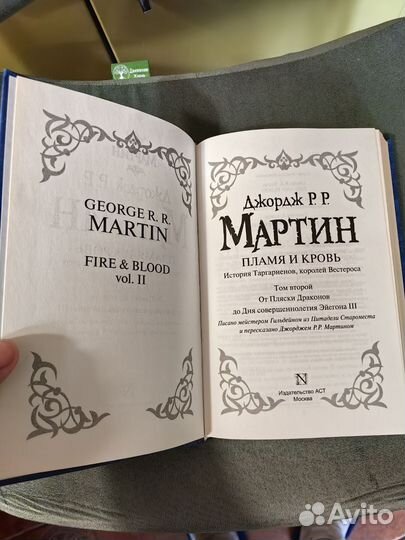 GEORGE R. R.
MARTIN
FIRE & BLOOD
vol. II
Джордж Р. Р.
МАРТИН
ПЛАМЯ И КРОВЬ
История Таргариенов, королей Вестероса
Том второй
От Пляски Драконов
до Дня совершеннолетия Эйегона III
Писано мейстером Гильдейном из Цитадели Староместа
и пересказано Джорджем Р.Р. Мартином
N
Издательство АСТ
Москва
Avito